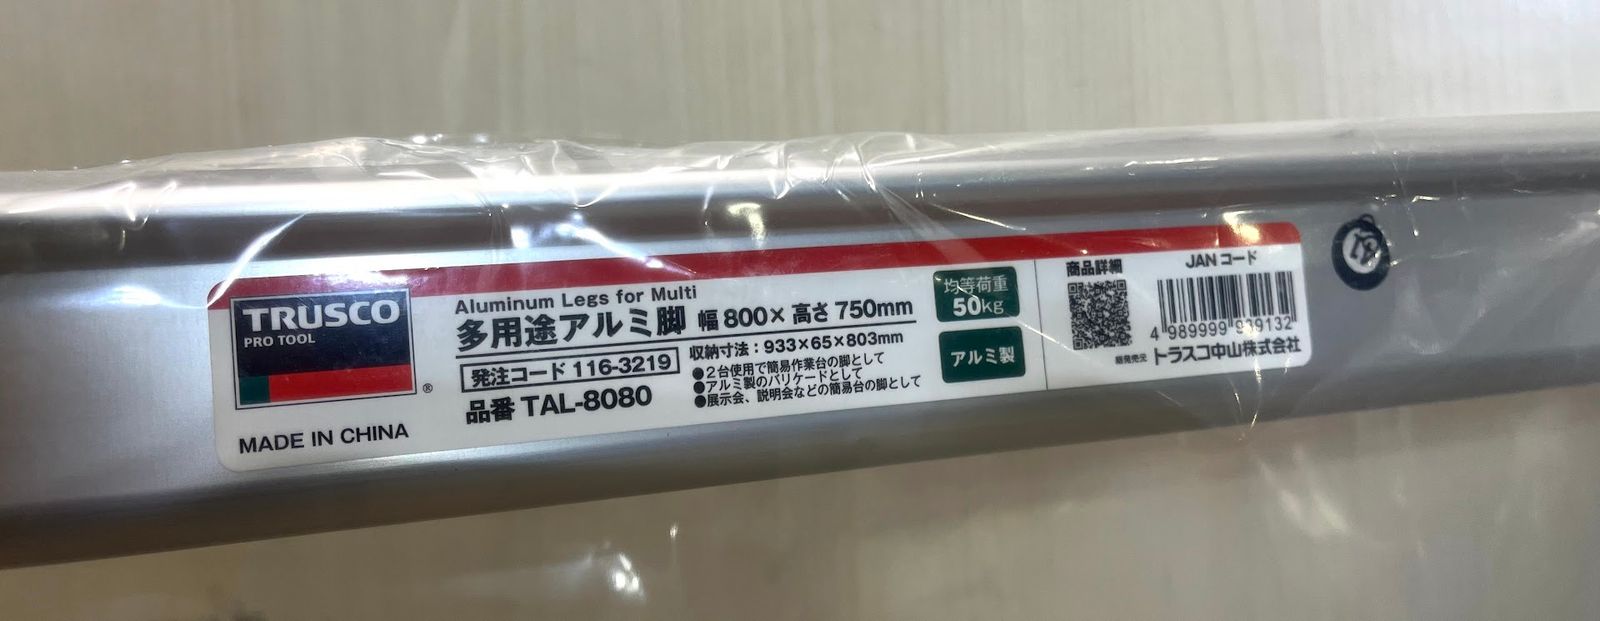 TRUSCO
PRO TOOL
®
MADE IN CHINA
Aluminum Legs for Multi
多用途アルミ脚 幅800×高さ750mm
発注コード 116-3219
品番 TAL-8080
収納寸法：933×65×803mm
●2台使用で簡易作業台の脚として
●アルミ製のバリケードとして
●展示会、説明会などの簡易台の脚として
均等荷重
50kg
アルミ製
商品詳細
JANコード
4 989999 939132
総発売元 トラスコ中山株式会社